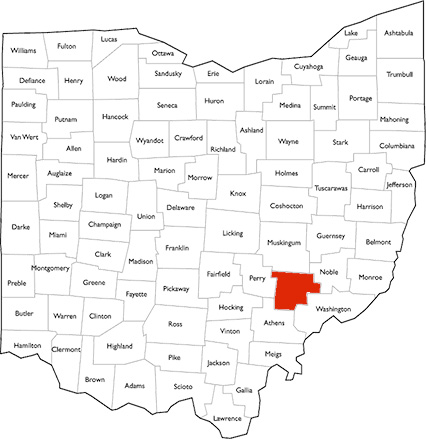 Lake
Ashtabula
Lucas
Fulton
Williams
Ottawa
Cuyahoga
Geauga
Trumbull
Defiance
Henry
Wood
Sandusky
Erie
Lorain
Portage
Paulding
Putnam
Hancock
Seneca
Huron
Medina
Summit
Mahoning
Van Wert
Allen
Wyandot
Crawford
Richland
Ashland
Wayne
Stark
Columbiana
Mercer
Auglaize
Hardin
Marion
Morrow
Holmes
Tuscarawas
Carroll
Jefferson
Shelby
Logan
Union
Delaware
Knox
Coshocton
Harrison
Darke
Miami
Champaign
Franklin
Licking
Muskingum
Guernsey
Belmont
Clark
Madison
Preble
Montgomery
Greene
Fayette
Pickaway
Fairfield
Perry
Noble
Monroe
Butler
Warren
Clinton
Ross
Hocking
Athens
Washington
Hamilton
Clermont
Highland
Vinton
Pike
Jackson
Meigs
Brown
Adams
Scioto
Gallia
Lawrence